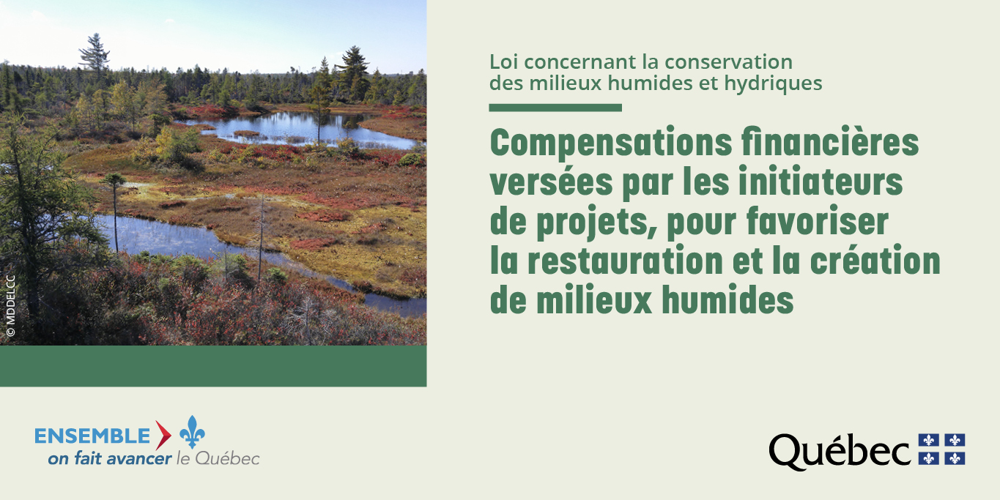 Loi concernant la conservation
des milieux humides et hydriques
Compensations financières
versées par les initiateurs
de projets, pour favoriser
la restauration et la création
de milieux humides
© MDDELCC
ENSEMBLE
on fait avancer le Québec
Québec